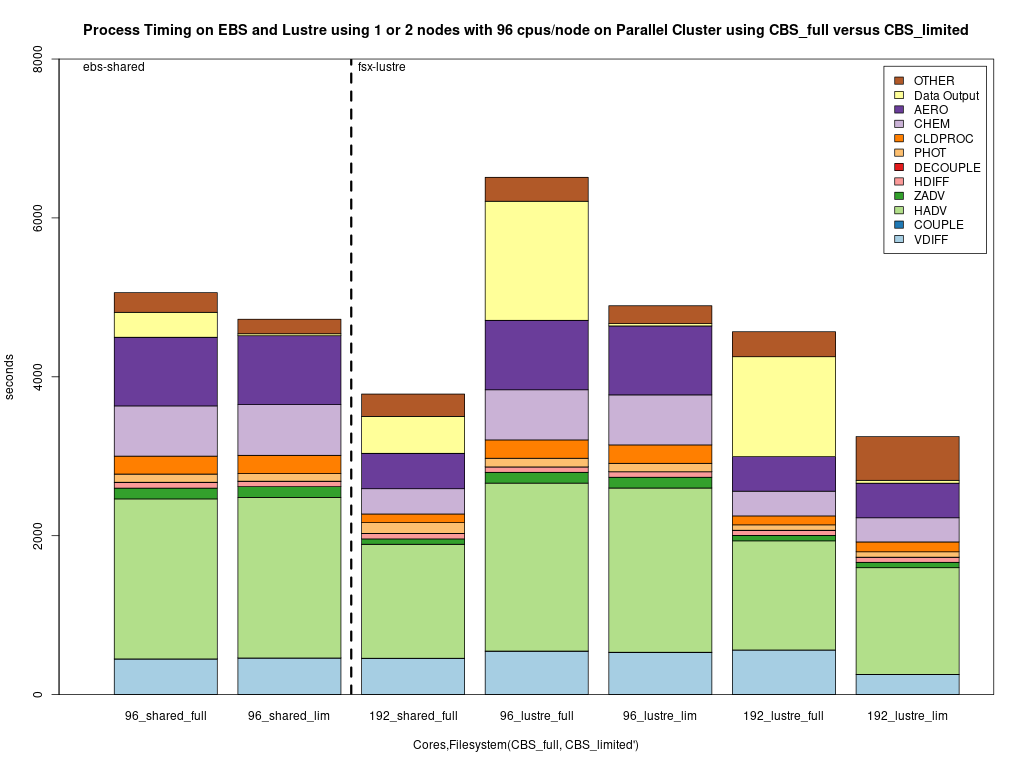 Process Timing on EBS and Lustre using 1 or 2 nodes with 96 cpus/node on Parallel Cluster using CBS_full versus CBS_limited
ebs-shared
fsx-lustre
OTHER
Data Output
AERO
CHEM
CLDPROC
PHOT
DECOUPLE
HDIFF
ZADV
HADV
COUPLE
VDIFF
seconds
8000
6000
4000
2000
0
96_shared_full
96_shared_lim
192_shared_full
96_lustre_full
96_lustre_lim
192_lustre_full
192_lustre_lim
Cores,Filesystem(CBS_full, CBS_limited')